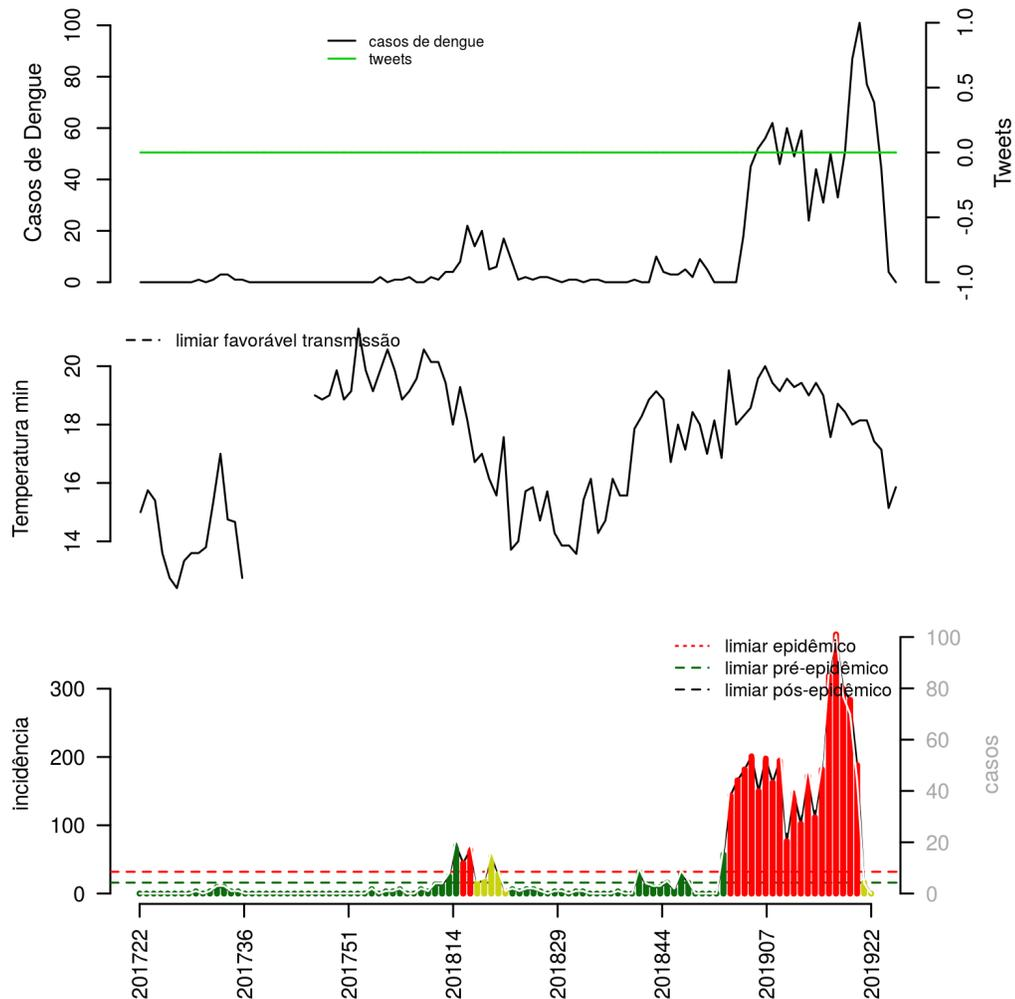 casos de dengue
tweets
Casos de Dengue
0 20 40 60 80 100
-1.0 -0.5 0.0 0.5 1.0
Tweets
limiar favorável transmissão
Temperatura min
14 16 18 20
limiar epidêmico
limiar pré-epidêmico
limiar pós-epidêmico
incidência
0 100 200 300
0 20 40 60 80 100
casos
201722 201736 201751 201814 201829 201844 201907 201922